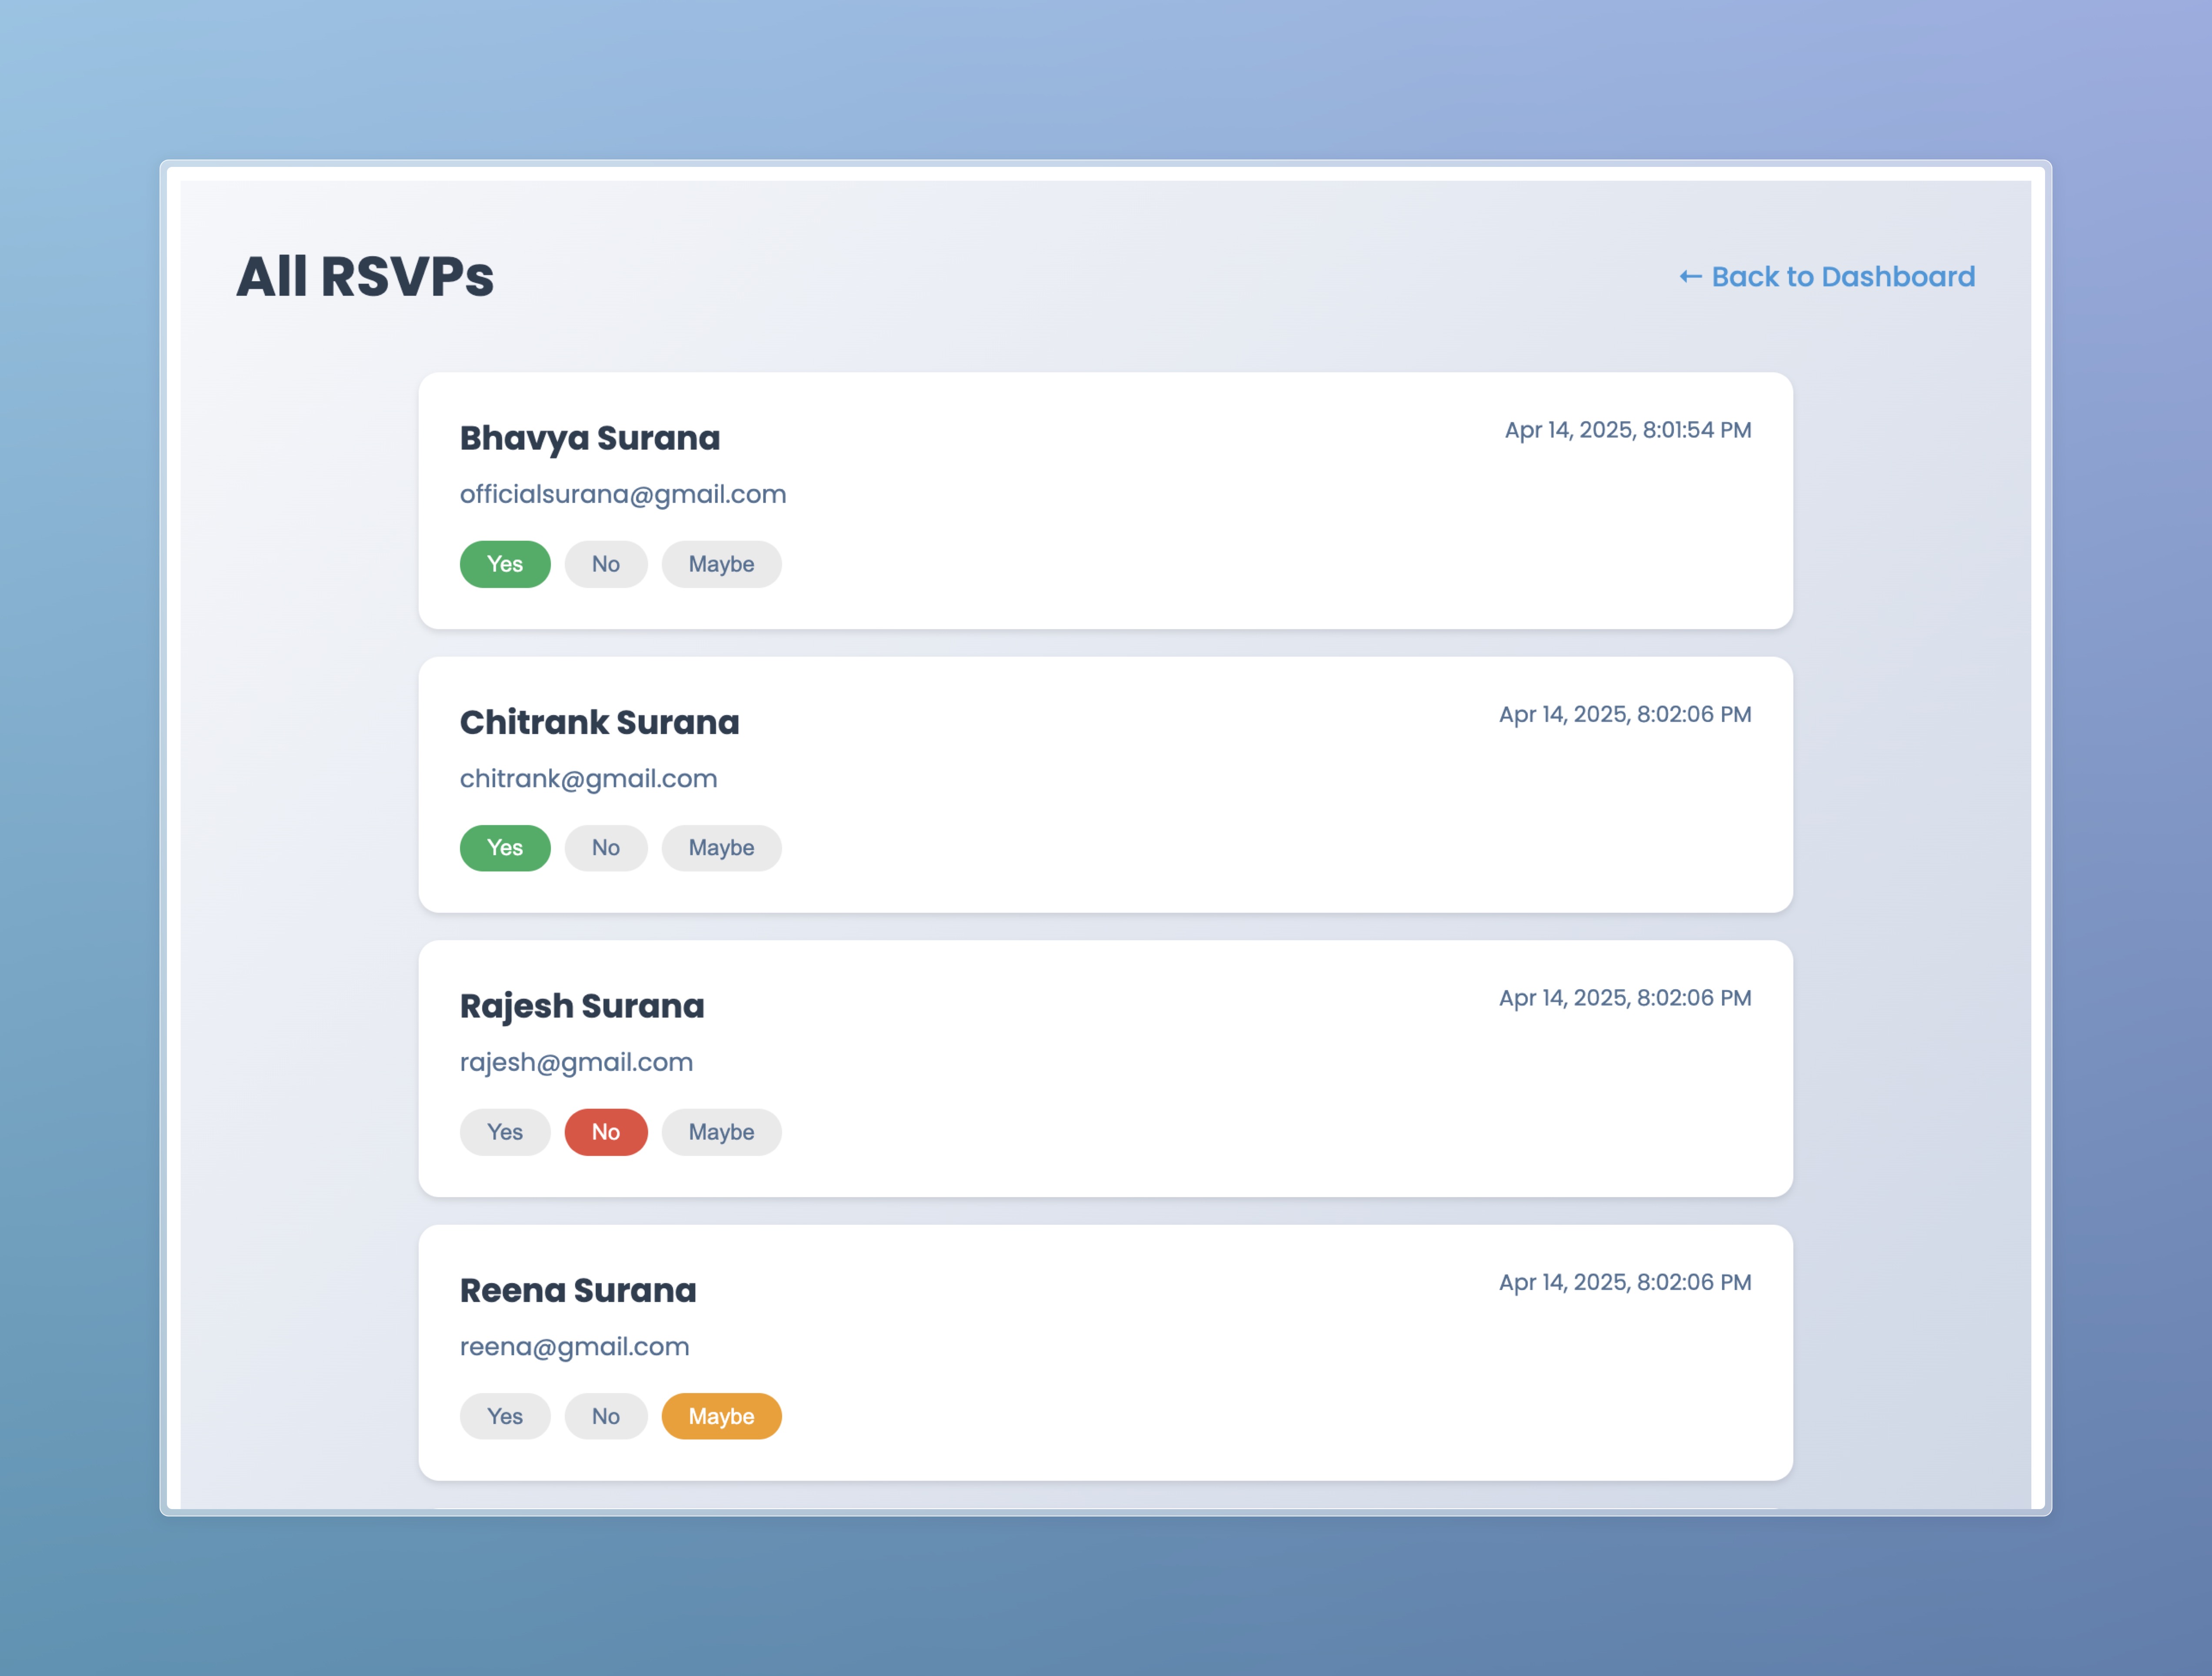 All RSVPs
← Back to Dashboard
Bhavya Surana
Apr 14, 2025, 8:01:54 PM
officialsurana@gmail.com
Yes No Maybe
Chitrank Surana
Apr 14, 2025, 8:02:06 PM
chitrank@gmail.com
Yes No Maybe
Rajesh Surana
Apr 14, 2025, 8:02:06 PM
rajesh@gmail.com
Yes No Maybe
Reena Surana
Apr 14, 2025, 8:02:06 PM
reena@gmail.com
Yes No Maybe